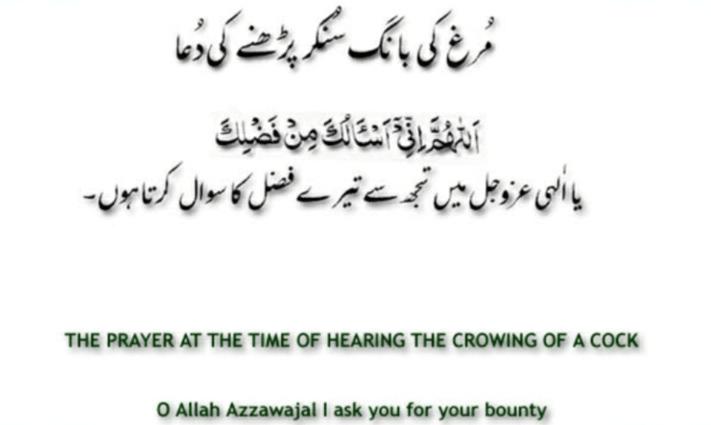 مُرغ کی بانگ سُنکر پڑھنے کی دُعا
اَللّٰهُمَّ اِنِّیْۤ اَسْئَالُكَ مِنْ فَضْلِكَ
یا اِلٰہی عزوجل میں تجھ سے تیرے فضل کا سوال کرتا ہوں۔
THE PRAYER AT THE TIME OF HEARING THE CROWING OF A COCK
O Allah Azzawajal I ask you for your bounty